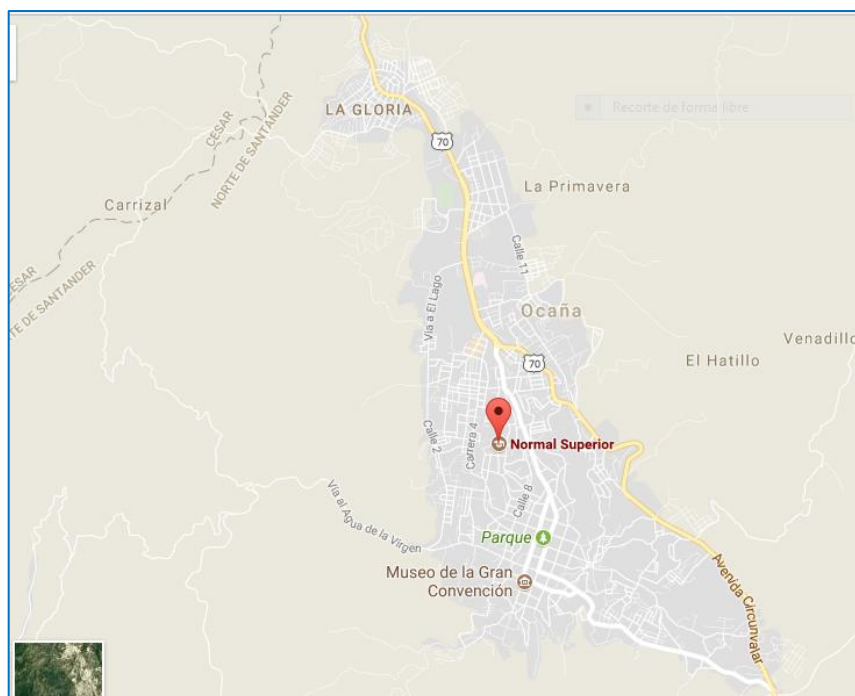 Recorte de forma libre
LA GLORIA
70
CESAR
NORTE DE SANTANDER
La Primavera
Carrizal
Calle 11
CESAR
RTE DE SANTANDER
Vía a El Lago
Ocaña
Venadillo
70
El Hatillo
Normal Superior
Carrera 4
Calle 2
Calle 8
Vía al Agua de la Virgen
Parque
Museo de la Gran
Convención
Avenida Circunvalar